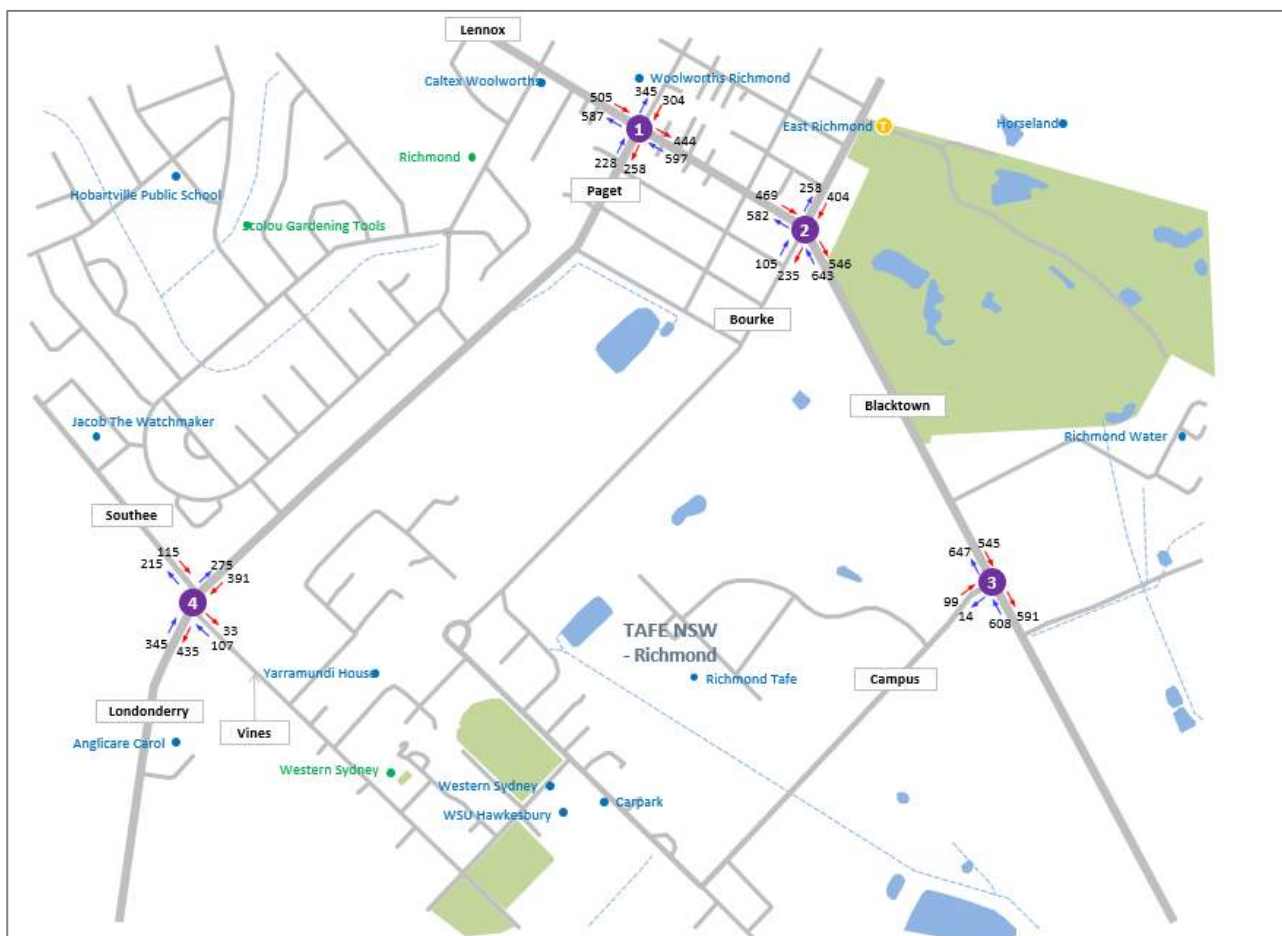 Lennox
Caltex Woolworths
Woolworths Richmond
505
345
304
587
1
444
597
228
258
Paget
East Richmond
T
Horseland
Richmond
Hobartville Public School
Scolou Gardening Tools
469
258
404
582
2
105
235
643
546
Bourke
Blacktown
Richmond Water
Jacob The Watchmaker
Southee
115
215
275
391
4
33
107
345
435
545
647
3
99
14
608
591
TAFE NSW
- Richmond
Richmond Tafe
Campus
Yarramundi House
Londonderry
Vines
Anglicare Carol
Western Sydney
Western Sydney
Carpark
WSU Hawkesbury